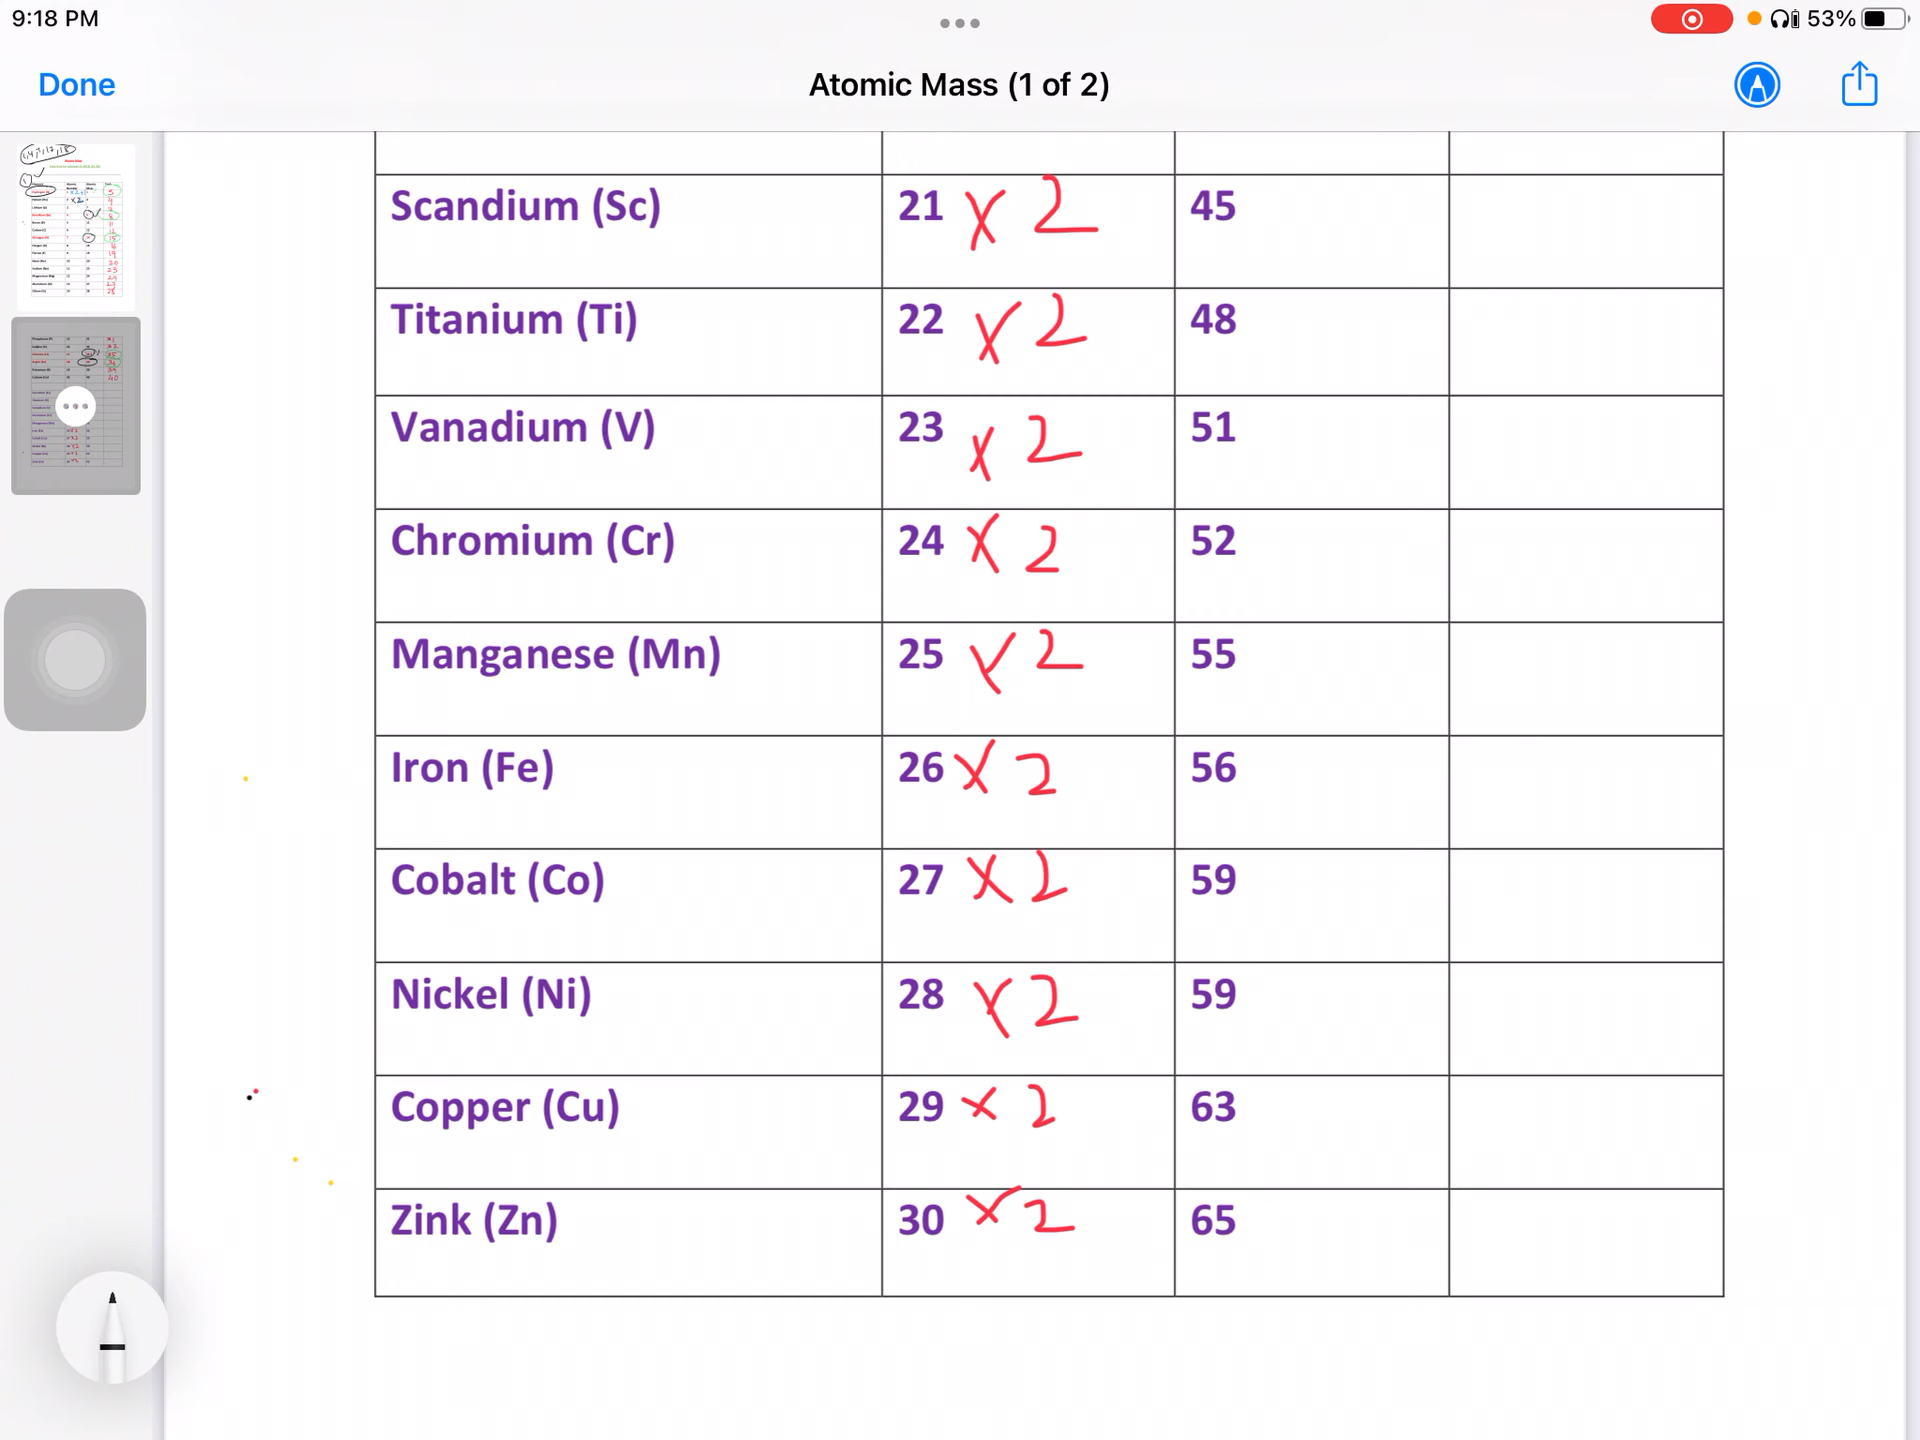 9:18 PM
53%
Done
Atomic Mass (1 of 2)
Scandium (Sc) 21 × 2 45
Titanium (Ti) 22 × 2 48
Vanadium (V) 23 × 2 51
Chromium (Cr) 24 × 2 52
Manganese (Mn) 25 × 2 55
Iron (Fe) 26 × 2 56
Cobalt (Co) 27 × 2 59
Nickel (Ni) 28 × 2 59
Copper (Cu) 29 × 2 63
Zink (Zn) 30 × 2 65